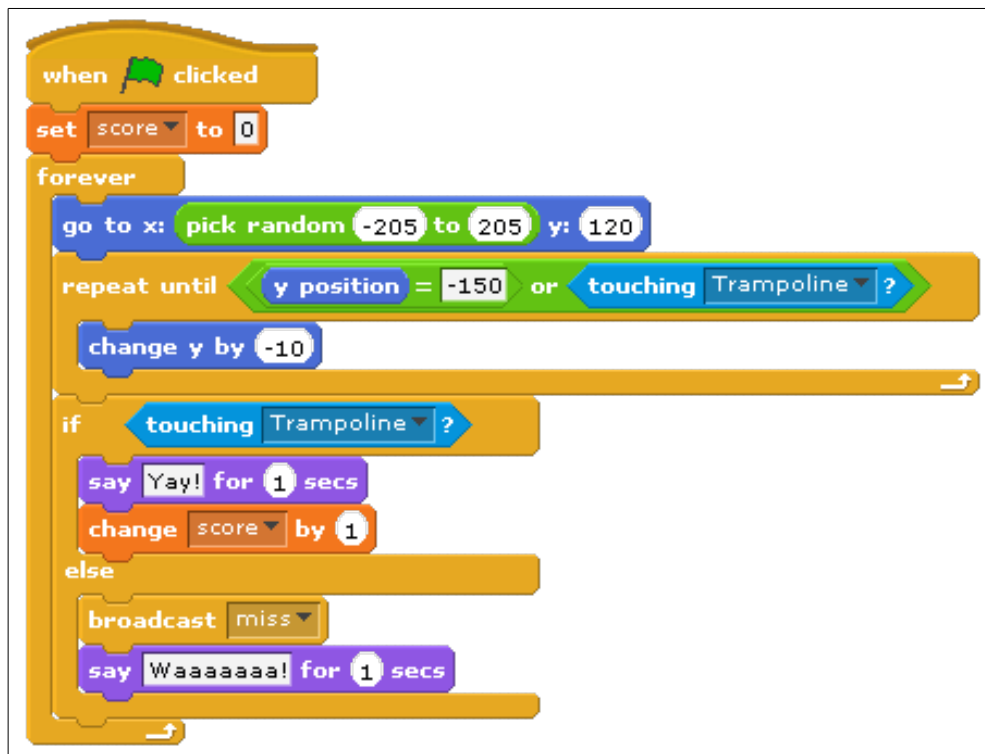 when clicked
set score to 0
forever
go to x: pick random -205 to 205 y: 120
repeat until y position = -150 or touching Trampoline ?
change y by -10
if touching Trampoline ?
say Yay! for 1 secs
change score by 1
else
broadcast miss
say Waaaaaaa! for 1 secs